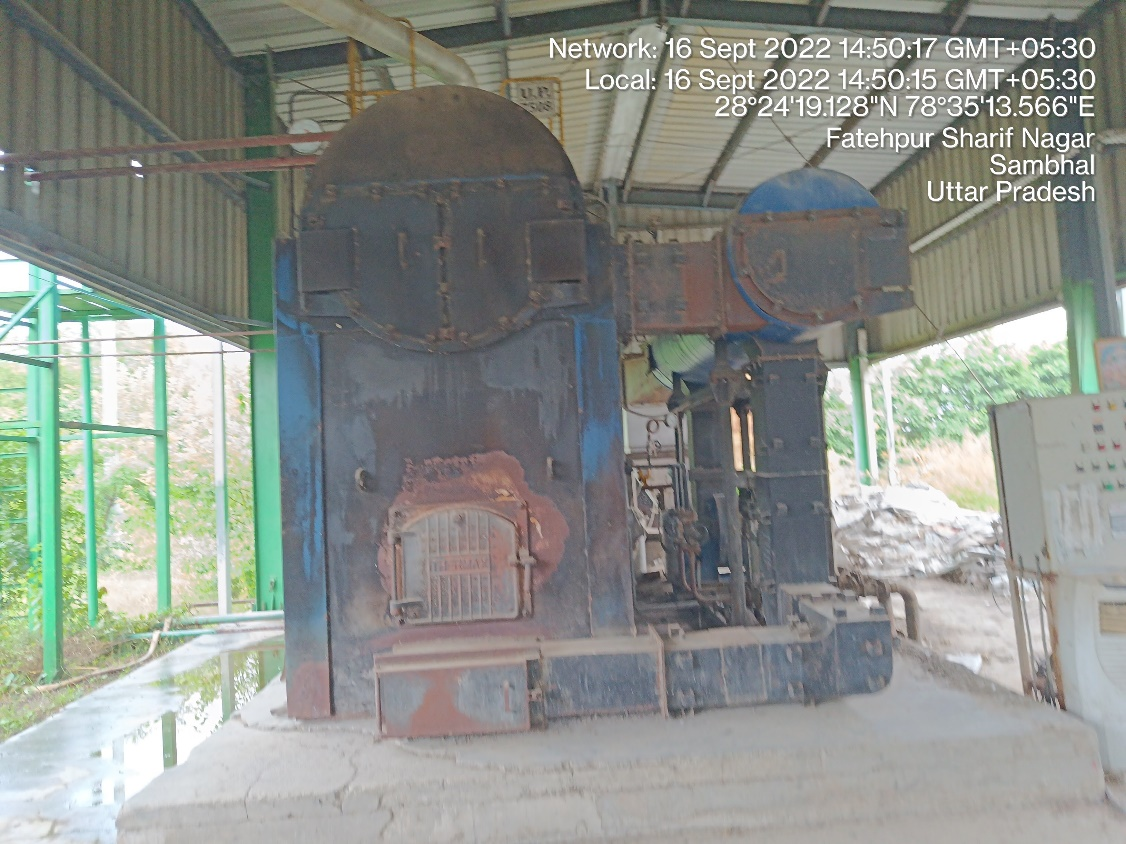 Network: 16 Sept 2022 14:50:17 GMT+05:30
Local: 16 Sept 2022 14:50:15 GMT+05:30
28°24'19.128"N 78°35'13.566"E
Fatehpur Sharif Nagar
Sambhal
Uttar Pradesh
U.P.